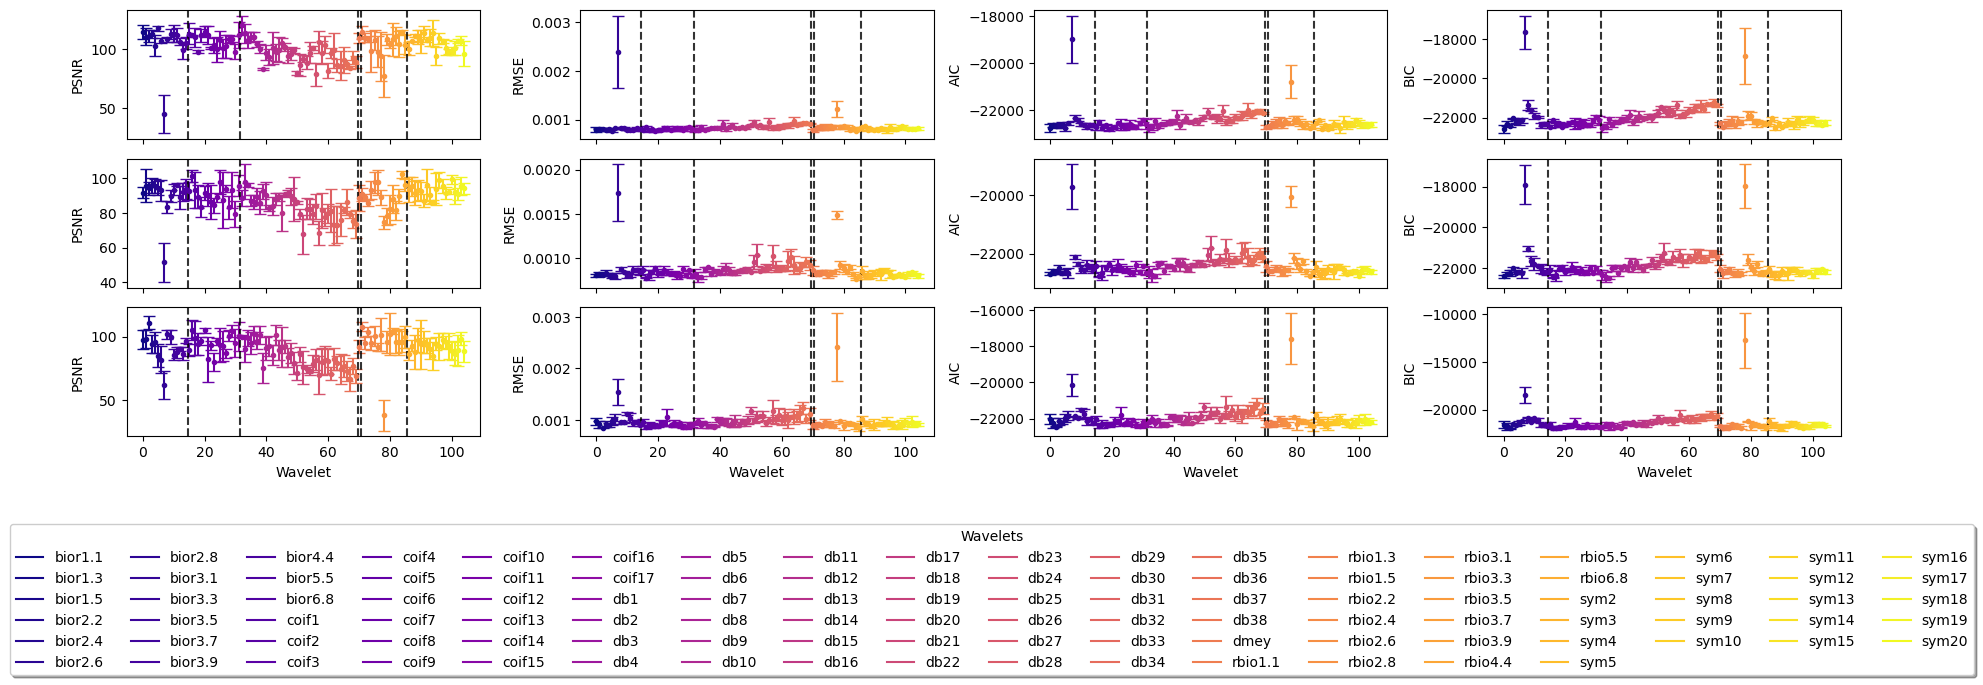 PSNR
100
50
RMSE
0.003
0.002
0.001
AIC
−18000
−20000
−22000
BIC
−18000
−20000
−22000
PSNR
100
80
60
40
RMSE
0.0020
0.0015
0.0010
AIC
−20000
−22000
BIC
−18000
−20000
−22000
PSNR
100
50
0 20 40 60 80 100
Wavelet
RMSE
0.003
0.002
0.001
0 20 40 60 80 100
Wavelet
AIC
−16000
−18000
−20000
−22000
0 20 40 60 80 100
Wavelet
BIC
−10000
−15000
−20000
0 20 40 60 80 100
Wavelet
Wavelets
bior1.1 bior2.8 bior4.4 coif4 coif10 coif16 db5 db11 db17 db23 db29 db35 rbio1.3 rbio3.1 rbio5.5 sym6 sym11 sym16
bior1.3 bior3.1 bior5.5 coif5 coif11 coif17 db6 db12 db18 db24 db30 db36 rbio1.5 rbio3.3 rbio6.8 sym7 sym12 sym17
bior1.5 bior3.3 bior6.8 coif6 coif12 db1 db7 db13 db19 db25 db31 db37 rbio2.2 rbio3.5 sym2 sym8 sym13 sym18
bior2.2 bior3.5 coif1 coif7 coif13 db2 db8 db14 db20 db26 db32 db38 rbio2.4 rbio3.7 sym3 sym9 sym14 sym19
bior2.4 bior3.7 coif2 coif8 coif14 db3 db9 db15 db21 db27 db33 dmey rbio2.6 rbio3.9 sym4 sym10 sym15 sym20
bior2.6 bior3.9 coif3 coif9 coif15 db4 db10 db16 db22 db28 db34 rbio1.1 rbio2.8 rbio4.4 sym5